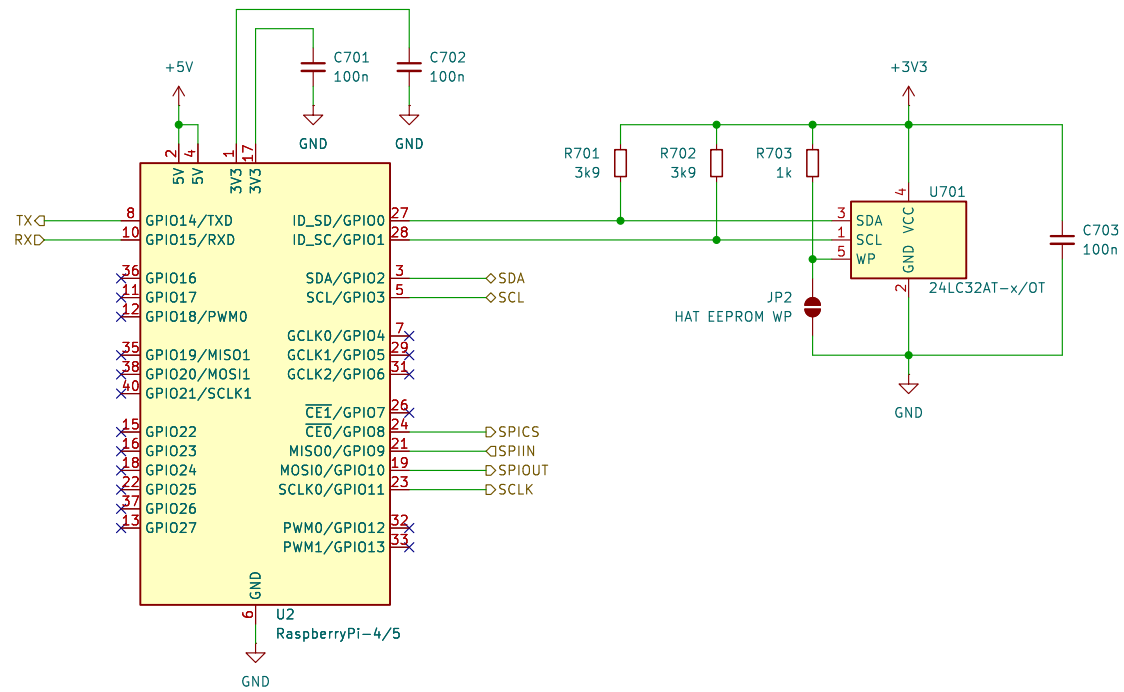 C701
100n
C702
100n
+5V
+3V3
GND
GND
2
4
1
17
5V
5V
3V3
3V3
R701
3k9
R702
3k9
R703
1k
4
U701
TX
8
GPIO14/TXD
ID_SD/GPIO0
27
3
SDA
VCC
RX
10
GPIO15/RXD
ID_SC/GPIO1
28
1
SCL
5
WP
GND
C703
100n
36
GPIO16
SDA/GPIO2
3
SDA
11
GPIO17
SCL/GPIO3
5
SCL
2
24LC32AT-x/OT
12
GPIO18/PWM0
JP2
HAT EEPROM WP
GCLK0/GPIO4
7
35
GPIO19/MISO1
GCLK1/GPIO5
29
38
GPIO20/MOSI1
GCLK2/GPIO6
31
40
GPIO21/SCLK1
CE1/GPIO7
26
GND
15
GPIO22
CE0/GPIO8
24
SPICS
16
GPIO23
MISO0/GPIO9
21
SPIIN
18
GPIO24
MOSI0/GPIO10
19
SPIOUT
22
GPIO25
SCLK0/GPIO11
23
SCLK
37
GPIO26
13
GPIO27
PWM0/GPIO12
32
PWM1/GPIO13
33
GND
6
U2
RaspberryPi-4/5
GND